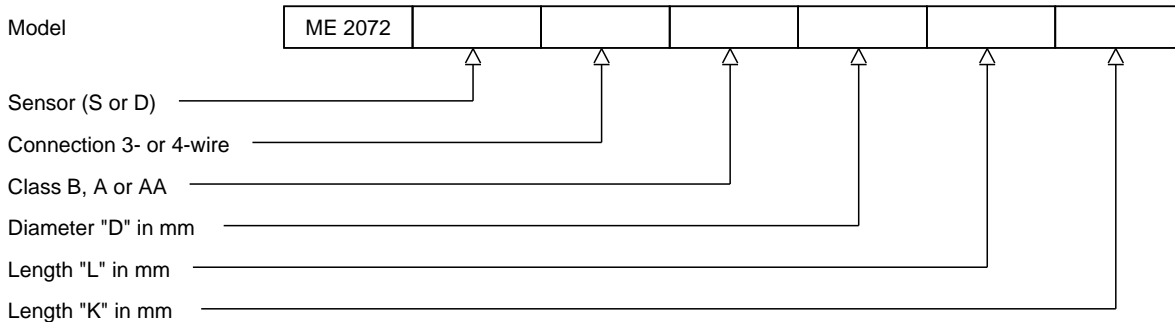 Model ME 2072
Sensor (S or D)
Connection 3- or 4-wire
Class B, A or AA
Diameter "D" in mm
Length "L" in mm
Length "K" in mm